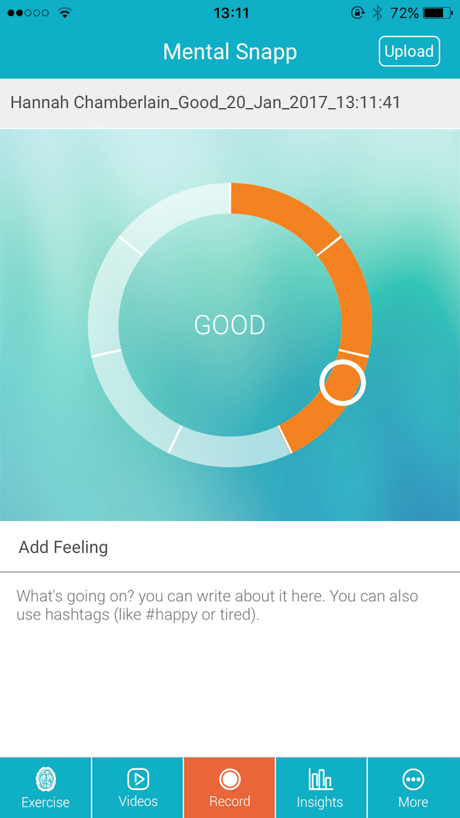 13:11
72%
Mental Snapp
Upload
Hannah Chamberlain_Good_20_Jan_2017_13:11:41
GOOD
Add Feeling
What's going on? you can write about it here. You can also
use hashtags (like #happy or tired).
Exercise
Videos
Record
Insights
More